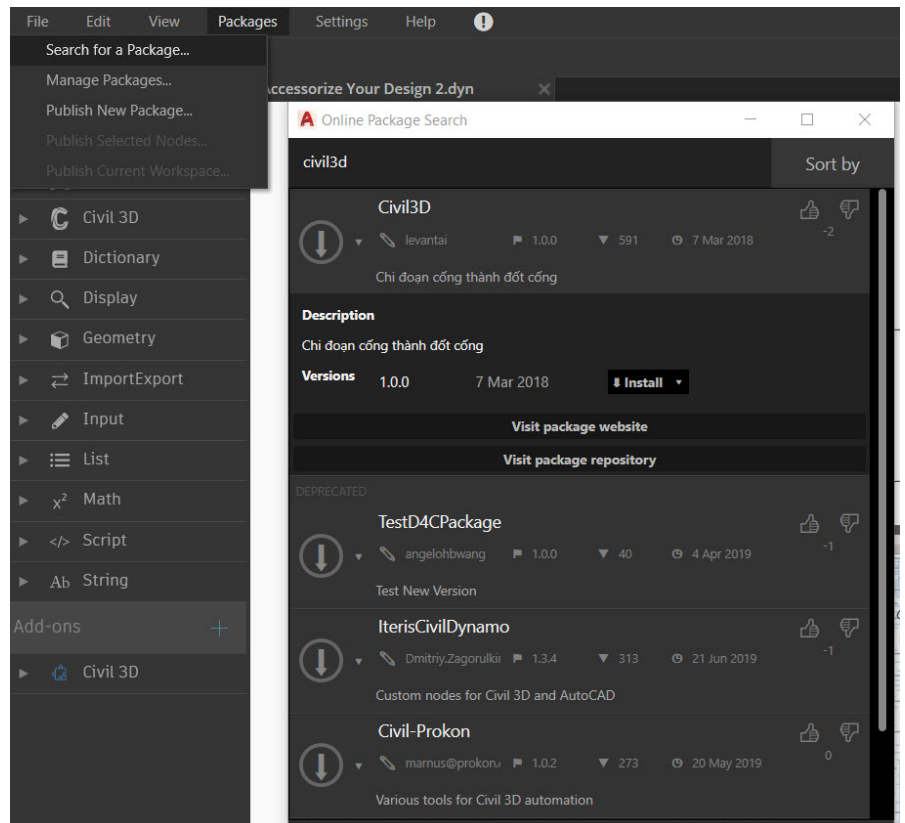 File Edit View Packages Settings Help
Search for a Package...
Manage Packages...
Publish New Package...
Publish Selected Nodes...
Publish Current Workspace...
ccessorize Your Design 2.dyn
Civil 3D
Dictionary
Display
Geometry
ImportExport
Input
List
Math
Script
Ab String
Add-ons
Civil 3D
Online Package Search
civil3d Sort by
Civil3D
levantai 1.0.0 591 7 Mar 2018 -2
Chi đoạn cống thành đốt cống
Description
Chi đoạn cống thành đốt cống
Versions 1.0.0 7 Mar 2018 Install
Visit package website
Visit package repository
DEPRECATED
TestD4CPackage
angelohbwang 1.0.0 40 4 Apr 2019 -1
Test New Version
IterisCivilDynamo
Dmitriy.Zagorulkii 1.3.4 313 21 Jun 2019 -1
Custom nodes for Civil 3D and AutoCAD
Civil-Prokon
marnus@prokon. 1.0.2 273 20 May 2019 0
Various tools for Civil 3D automation